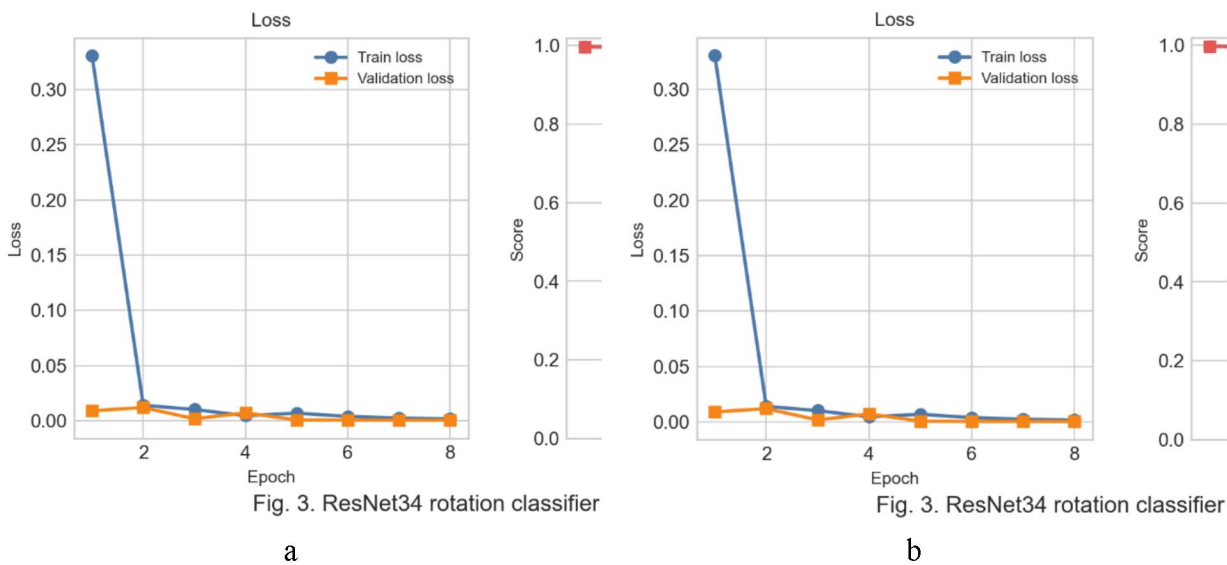 Loss
Train loss
Validation loss
0.30
0.25
0.20
0.15
0.10
0.05
0.00
Loss
2
4
6
8
Epoch
1.0
0.8
0.6
0.4
0.2
0.0
Score
Fig. 3. ResNet34 rotation classifier
a
Loss
Train loss
Validation loss
0.30
0.25
0.20
0.15
0.10
0.05
0.00
Loss
2
4
6
8
Epoch
1.0
0.8
0.6
0.4
0.2
0.0
Score
Fig. 3. ResNet34 rotation classifier
b